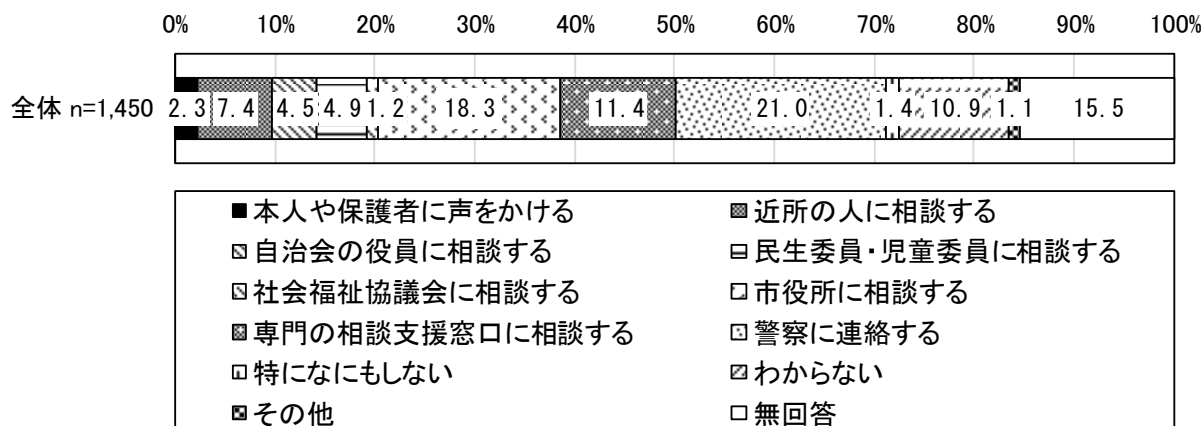 0% 10% 20% 30% 40% 50% 60% 70% 80% 90% 100%
全体 n=1,450 2.3 7.4 4.5 4.9 1.2 18.3 11.4 21.0 1.4 10.9 1.1 15.5
本人や保護者に声をかける 近所の人に相談する
自治会の役員に相談する 民生委員・児童委員に相談する
社会福祉協議会に相談する 市役所に相談する
専門の相談支援窓口に相談する 警察に連絡する
特になにもしない わからない
その他 無回答